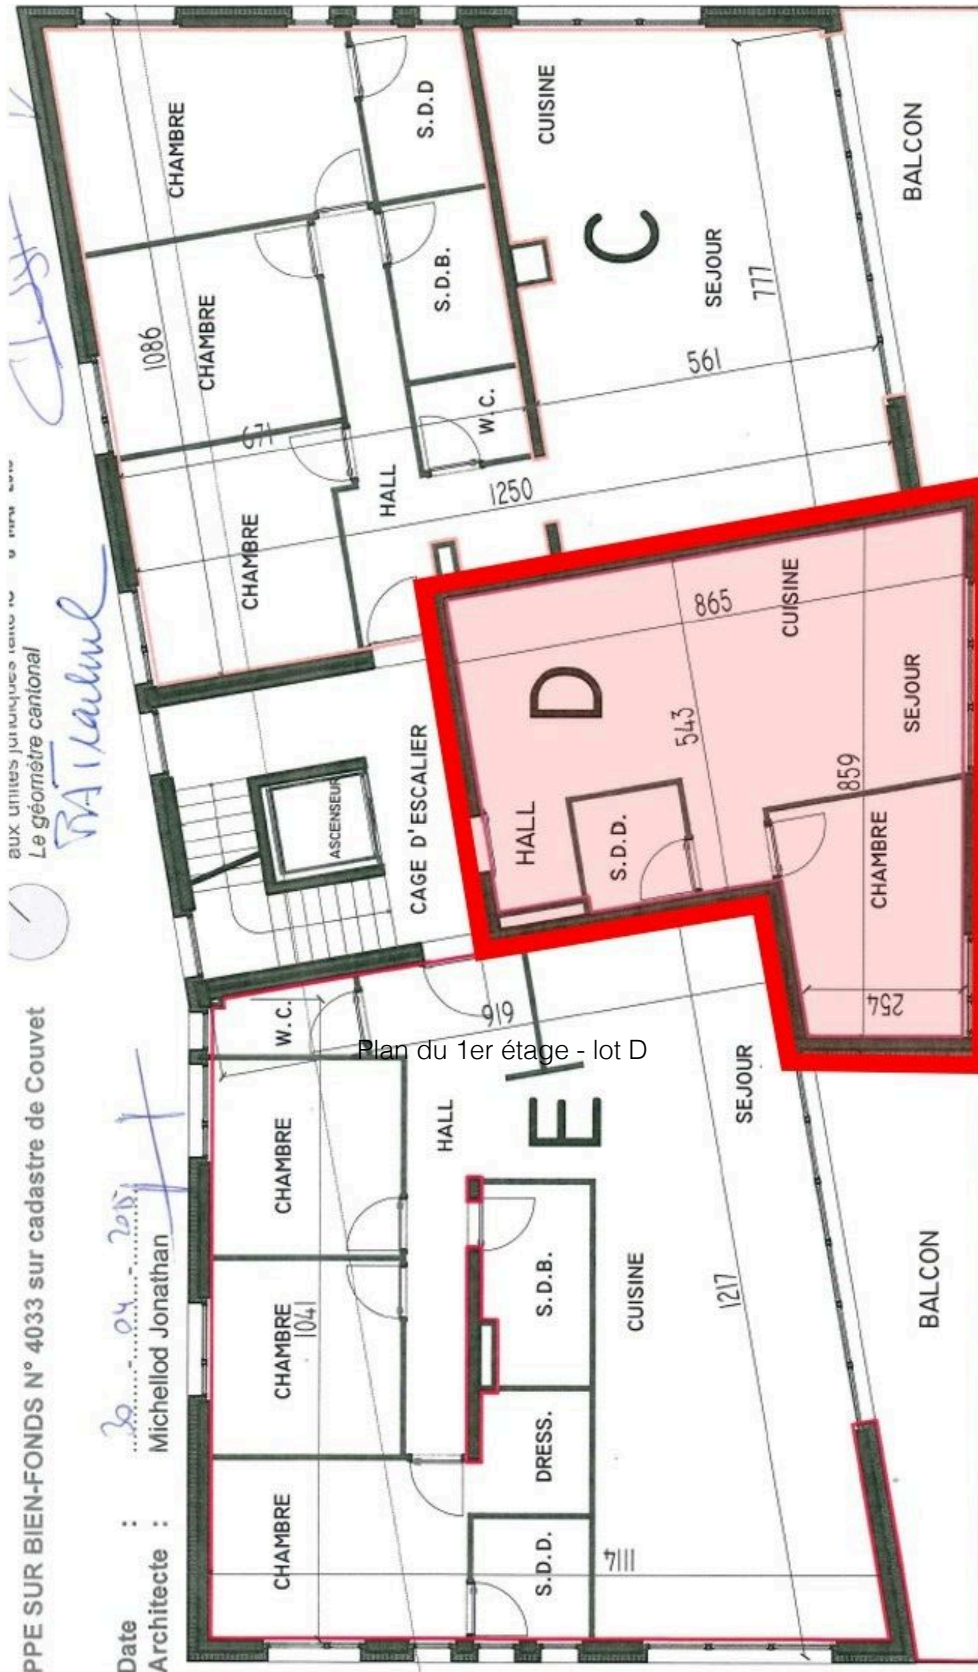 PPE SUR BIEN-FONDS N° 4033 sur cadastre de Couvet
Date : 30 - 04 - 2015
Architecte : Michellod Jonathan
aux unités juridiques
Le géomètre cantonal
CHAMBRE
CHAMBRE
CHAMBRE
1041
W.C.
HALL
S.D.D.
DRESS.
S.D.B.
E
919
CUISINE
SEJOUR
1217
1114
BALCON
ASCENSEUR
CAGE D'ESCALIER
HALL
D
S.D.D.
543
865
CUISINE
859
CHAMBRE
SEJOUR
254
CHAMBRE
CHAMBRE
CHAMBRE
1086
671
HALL
W.C.
S.D.B.
S.D.D
1250
C
CUISINE
SEJOUR
561
777
BALCON
Plan du 1er étage - lot D